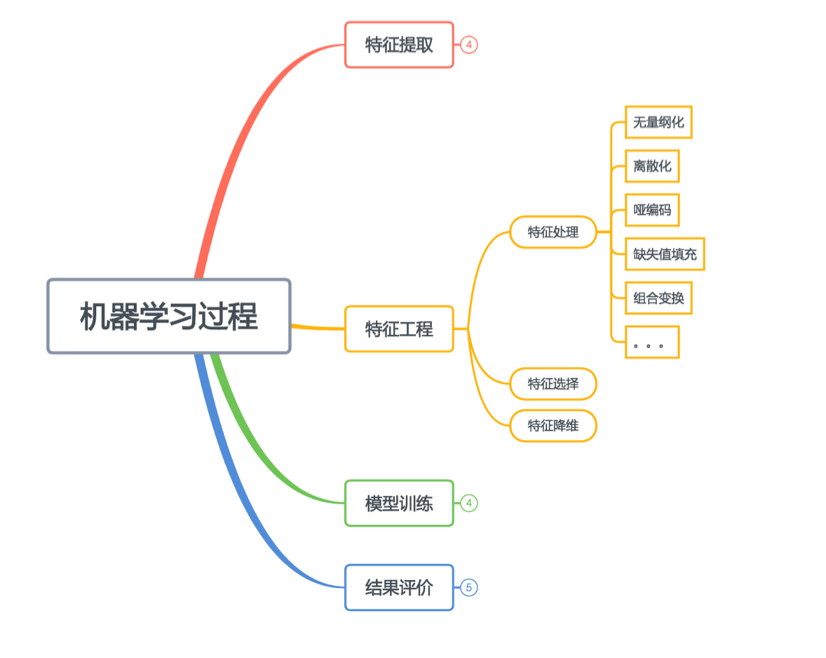 特征提取
4
无量纲化
离散化
哑编码
特征处理
缺失值填充
组合变换
。。。
机器学习过程
特征工程
特征选择
特征降维
模型训练
4
结果评价
5